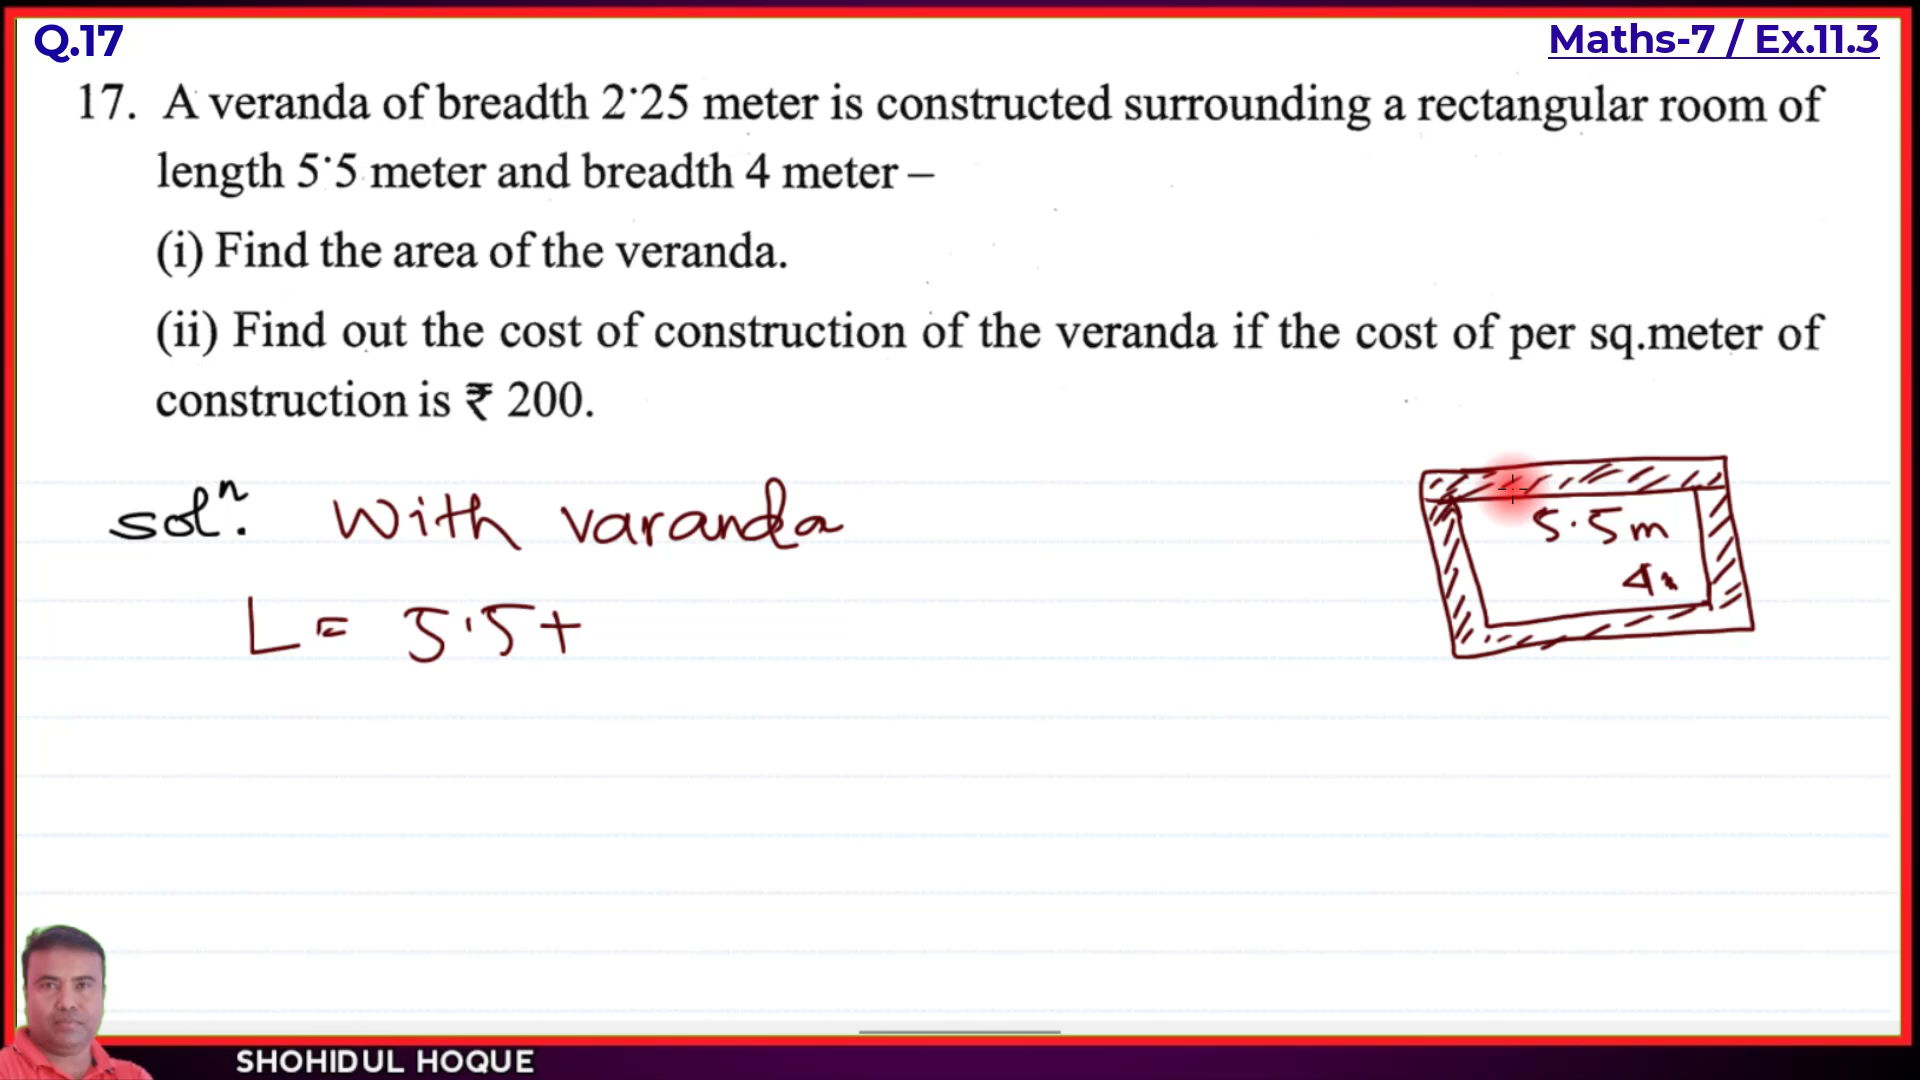 Q.17
Maths-7 / Ex.11.3
17. A veranda of breadth 2·25 meter is constructed surrounding a rectangular room of
length 5·5 meter and breadth 4 meter –
(i) Find the area of the veranda.
(ii) Find out the cost of construction of the veranda if the cost of per sq.meter of
construction is ₹ 200.
solⁿ. With varanda
5.5m
4
L = 5.5+
SHOHIDUL HOQUE